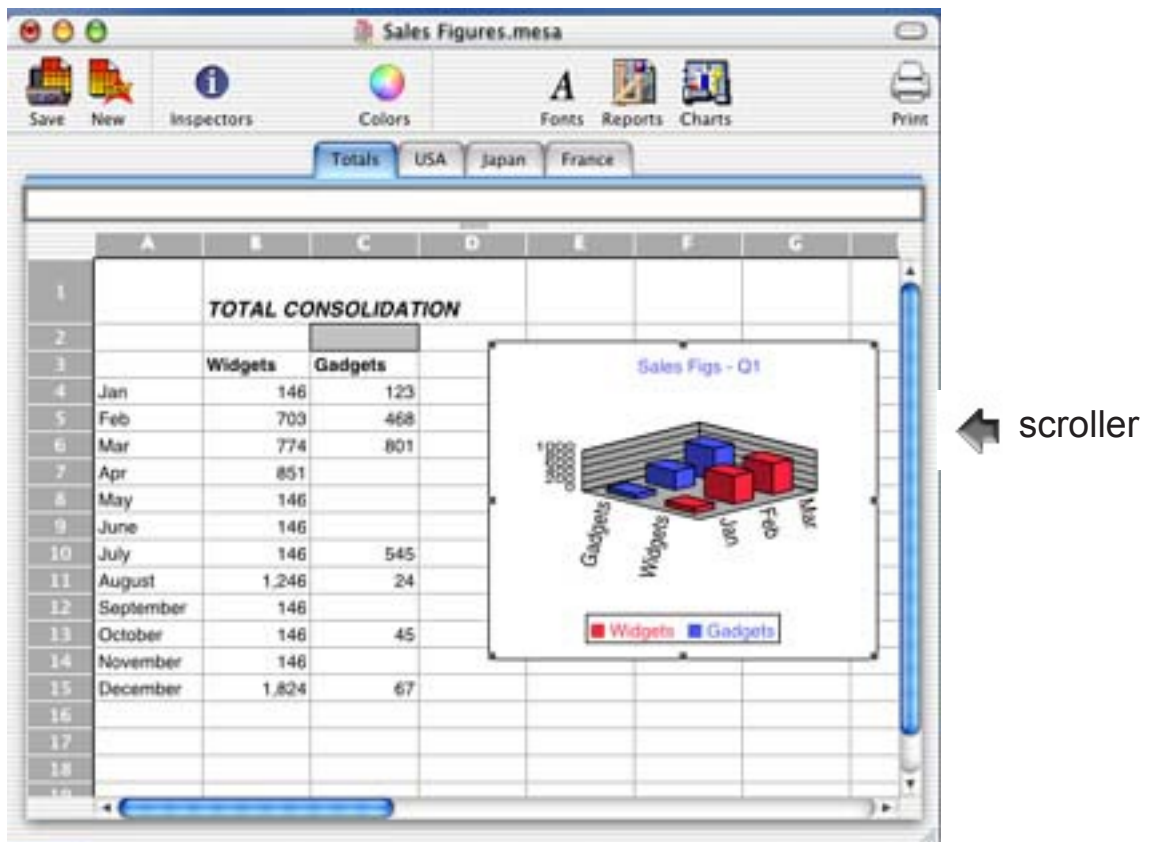 Sales Figures.mesa
Save New Inspectors Colors Fonts Reports Charts Print
Totals USA Japan France
A B C D E F G
1 TOTAL CONSOLIDATION
2
3 Widgets Gadgets
4 Jan 146 123
5 Feb 703 468
6 Mar 774 801
7 Apr 851
8 May 146
9 June 146
10 July 146 545
11 August 1,246 24
12 September 146
13 October 146 45
14 November 146
15 December 1,824 67
16
17
18
19
Sales Figs - Q1
1000
0
Gadgets Widgets Jan Feb Mar
Widgets Gadgets
scroller